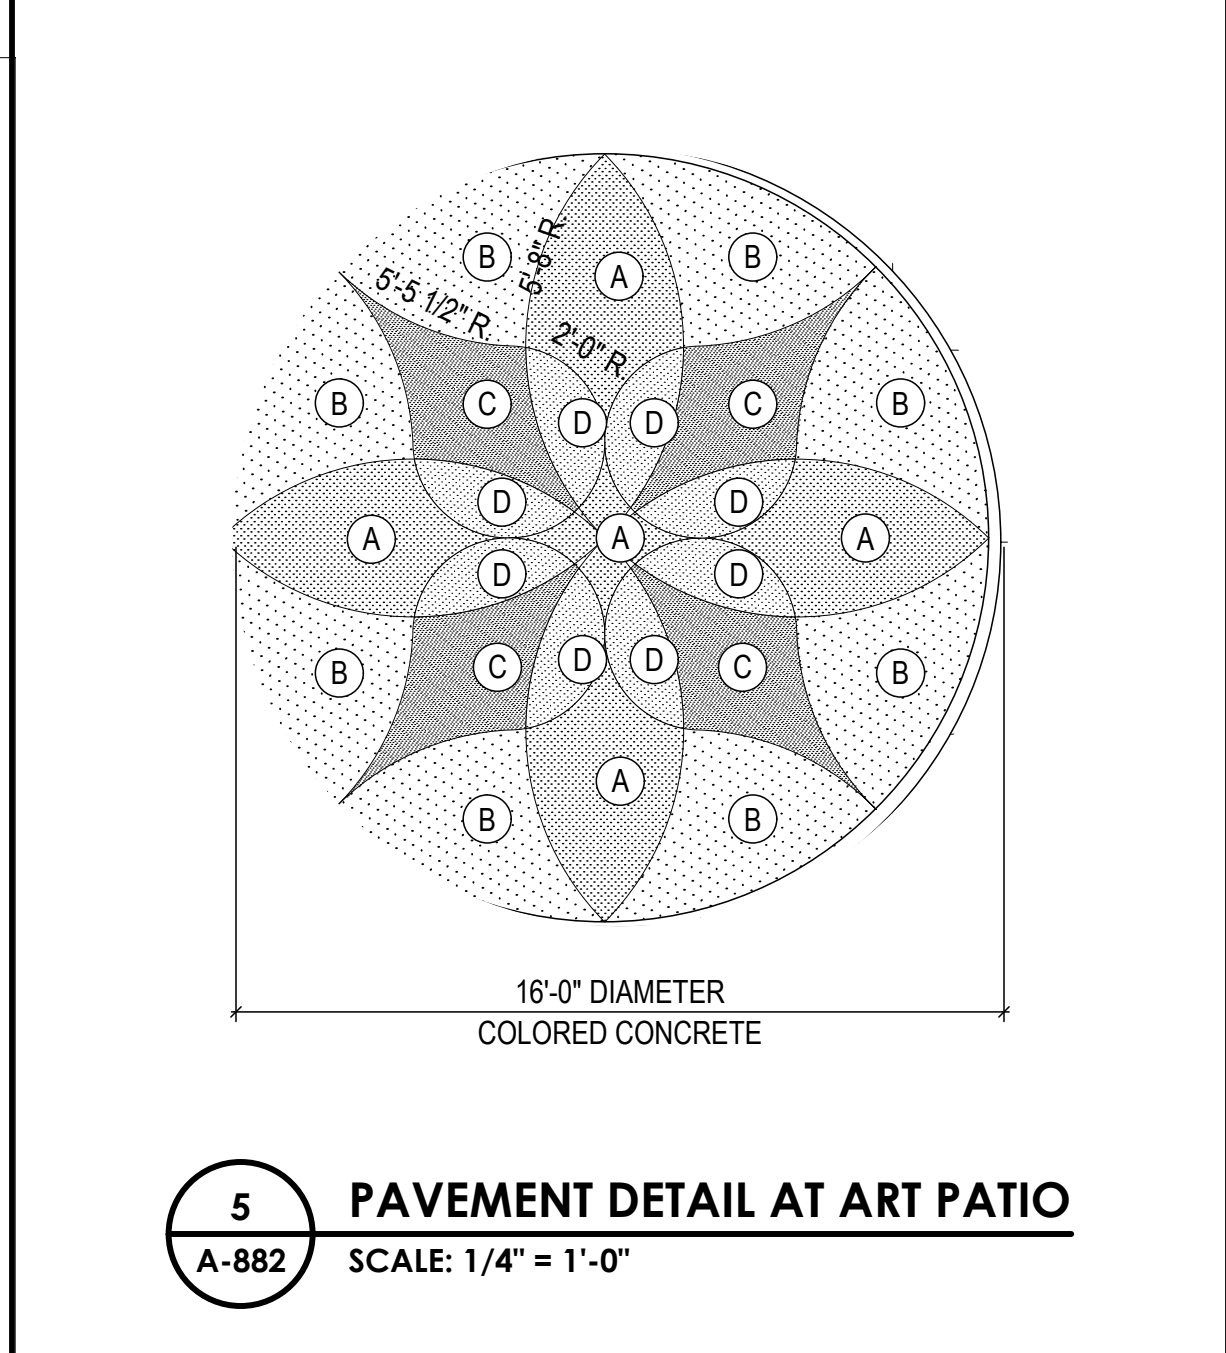 B
B
A
5'-8" R.
5'-5 1/2" R.
2'-0" R.
B
C
D
D
C
B
D
D
A
A
A
D
D
B
C
D
D
C
B
A
B
B
16'-0" DIAMETER
COLORED CONCRETE
5
A-882
PAVEMENT DETAIL AT ART PATIO
SCALE: 1/4" = 1'-0"